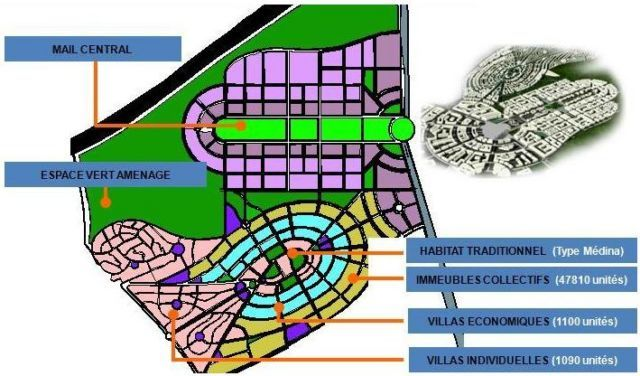 MAIL CENTRAL
ESPACE VERT AMENAGE
HABITAT TRADITIONNEL (Type Médina)
IMMEUBLES COLLECTIFS (47810 unités)
VILLAS ECONOMIQUES (1100 unités)
VILLAS INDIVIDUELLES (1090 unités)